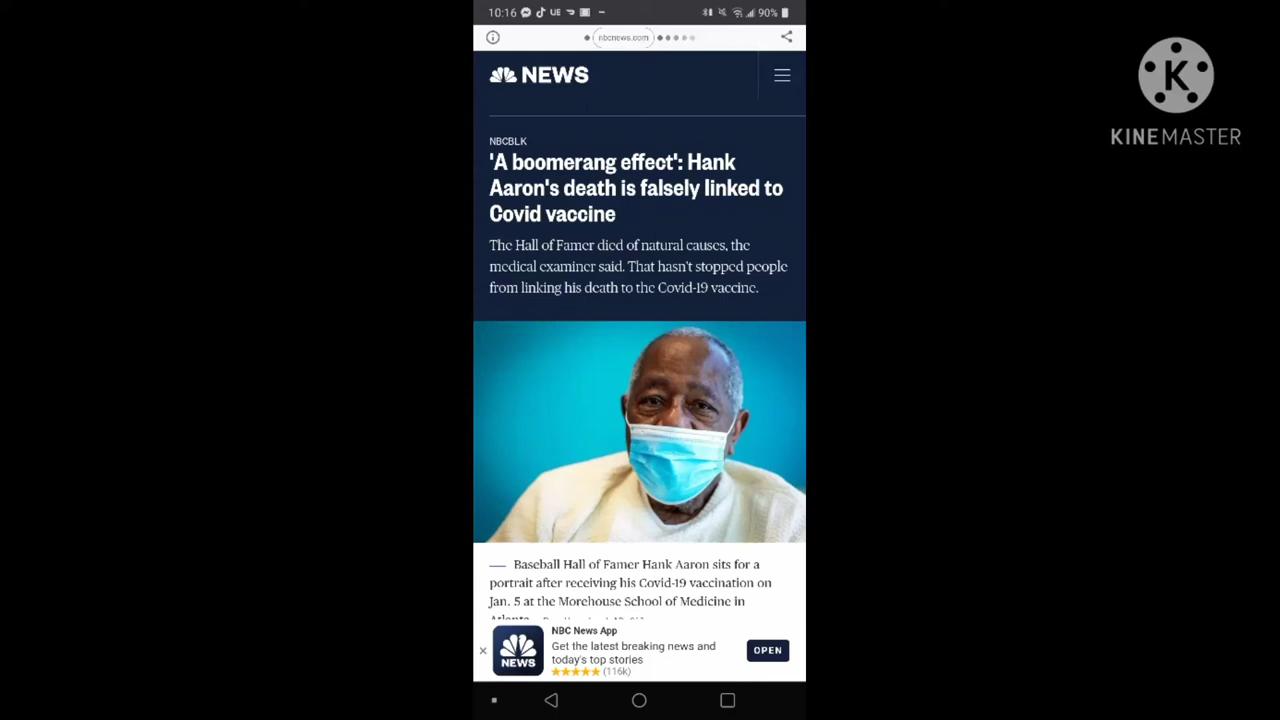 10:16 UE 90%
nbcnews.com
NEWS
NBCBLK
'A boomerang effect': Hank
Aaron's death is falsely linked to
Covid vaccine
The Hall of Famer died of natural causes, the
medical examiner said. That hasn't stopped people
from linking his death to the Covid-19 vaccine.
— Baseball Hall of Famer Hank Aaron sits for a
portrait after receiving his Covid-19 vaccination on
Jan. 5 at the Morehouse School of Medicine in
Atlanta
NBC News App
Get the latest breaking news and
today's top stories
(116k)
OPEN
NEWS
K
KINEMASTER